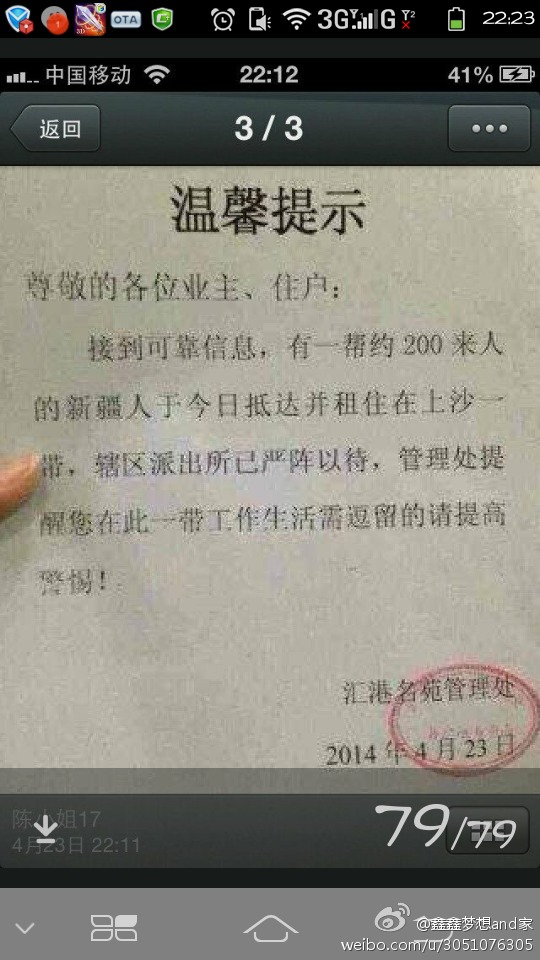 OTA
3G
G
22:23
中国移动
22:12
41%
返回
3 / 3
温馨提示
尊敬的各位业主、住户：
接到可靠信息，有一帮约 200 来人
的新疆人于今日抵达并租住在上沙一
带，辖区派出所已严阵以待，管理处提
醒您在此一带工作生活需逗留的请提高
警惕！
汇港名苑管理处
2014 年 4 月 23 日
陈小姐17
4月23日 22:11
79/79
@鑫鑫梦想and家
weibo.com/u/3051076305